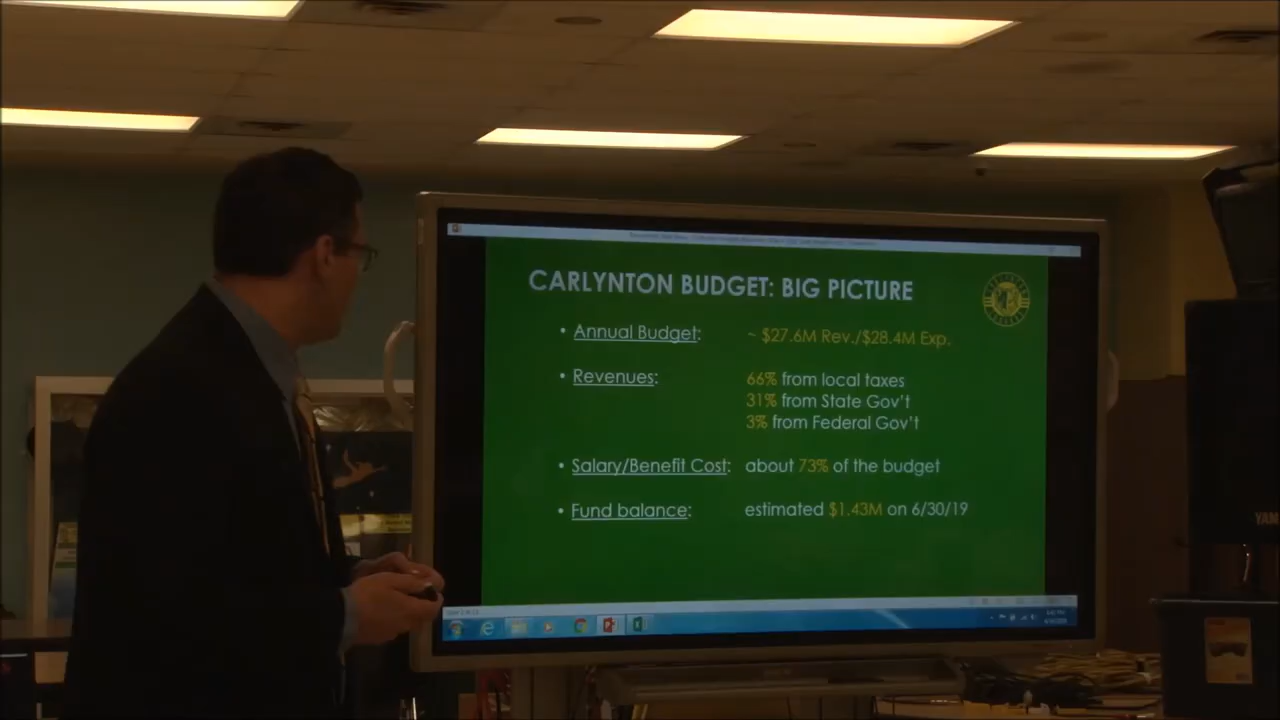 CARLYNTON BUDGET: BIG PICTURE
• Annual Budget: ~ $27.6M Rev./$28.4M Exp.
• Revenues: 66% from local taxes
31% from State Gov't
3% from Federal Gov't
• Salary/Benefit Cost: about 73% of the budget
• Fund balance: estimated $1.43M on 6/30/19
YAM